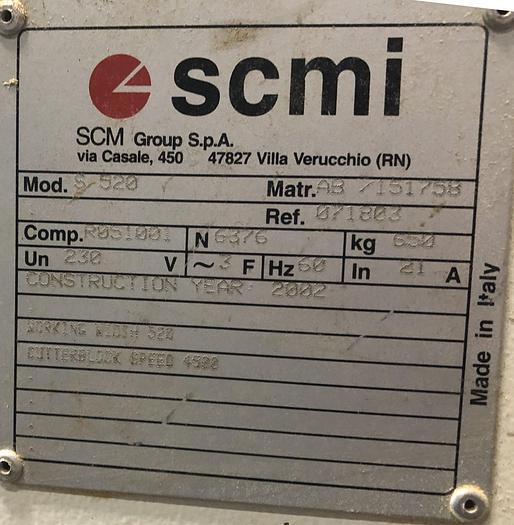 scmi
SCM Group S.p.A.
via Casale, 450 47827 Villa Verucchio (RN)
Mod. S 520 Matr. AB /151758
Ref. 071803
Comp. R051001 N 6376 kg 650
Un 230 V ~ 3 F Hz 60 In 21 A
CONSTRUCTION YEAR 2002
WORKING WIDTH 520
CUTTERBLOCK SPEED 4500
Made in Italy